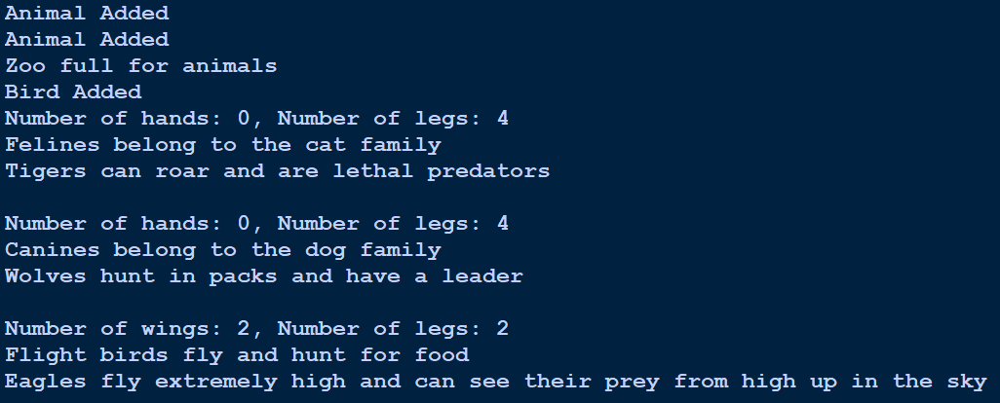 Animal Added
Animal Added
Zoo full for animals
Bird Added
Number of hands: 0, Number of legs: 4
Felines belong to the cat family
Tigers can roar and are lethal predators
Number of hands: 0, Number of legs: 4
Canines belong to the dog family
Wolves hunt in packs and have a leader
Number of wings: 2, Number of legs: 2
Flight birds fly and hunt for food
Eagles fly extremely high and can see their prey from high up in the sky